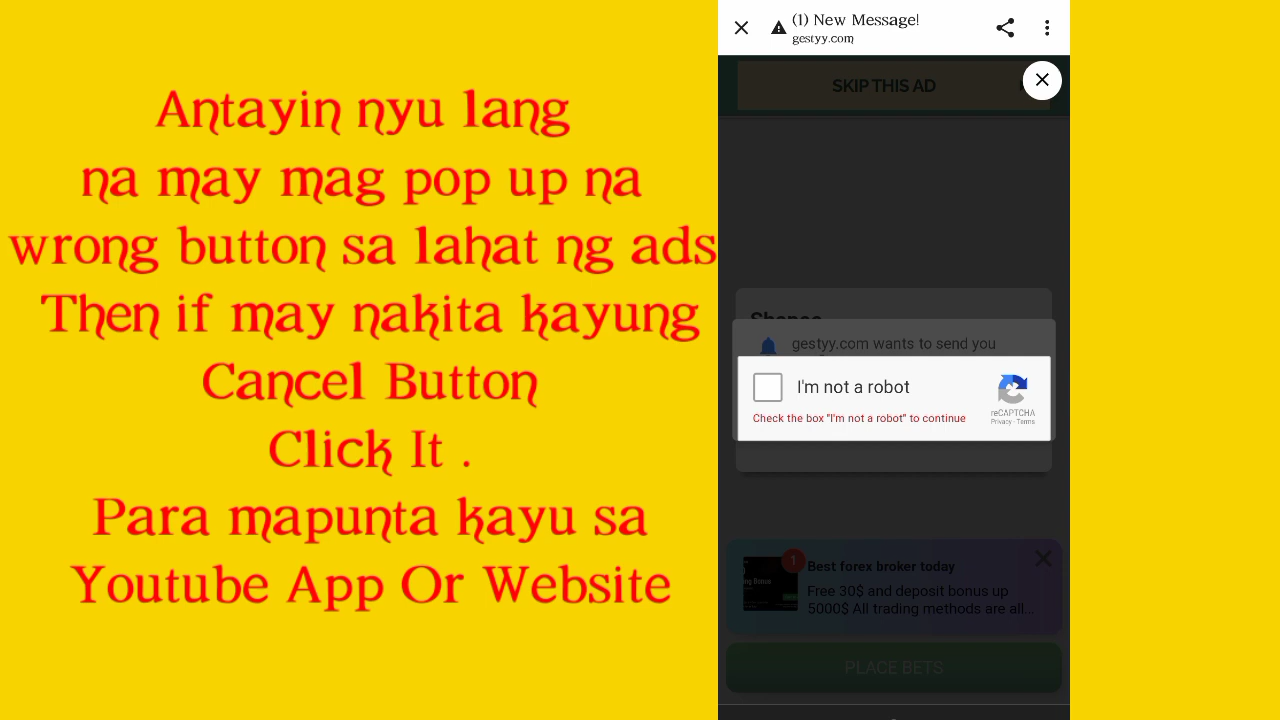 Antayin nyu lang
na may mag pop up na
wrong button sa lahat ng ads
Then if may nakita kayung
Cancel Button
Click It .
Para mapunta kayu sa
Youtube App Or Website
(1) New Message!
gestyy.com
SKIP THIS AD
gestyy.com wants to send you
I'm not a robot
Check the box "I'm not a robot" to continue
reCAPTCHA
Privacy - Terms
1
Best forex broker today
Free 30$ and deposit bonus up
5000$ All trading methods are all...
PLACE BETS